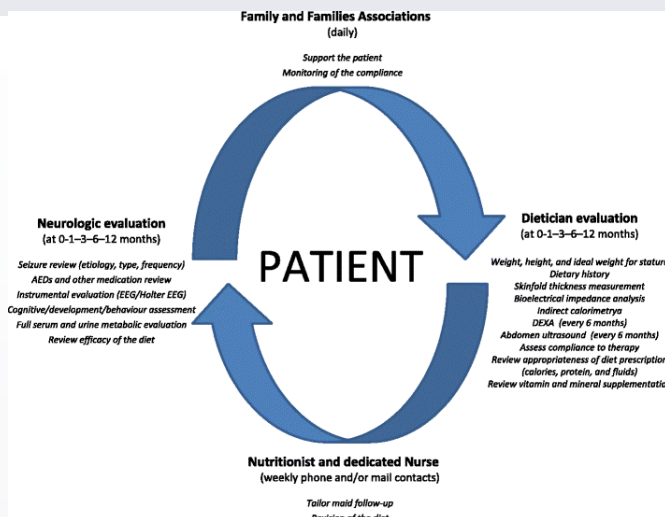 Family and Families Associations
(daily)
Support the patient
Monitoring of the compliance
Neurologic evaluation
(at 0-1–3–6–12 months)
Seizure review (etiology, type, frequency)
AEDs and other medication review
Instrumental evaluation (EEG/Holter EEG)
Cognitive/development/behaviour assessment
Full serum and urine metabolic evaluation
Review efficacy of the diet
PATIENT
Dietician evaluation
(at 0-1–3–6–12 months)
Weight, height, and ideal weight for stature
Dietary history
Skinfold thickness measurement
Bioelectrical impedance analysis
Indirect calorimetrya
DEXA (every 6 months)
Abdomen ultrasound (every 6 months)
Assess compliance to therapy
Review appropriateness of diet prescription
(calories, protein, and fluids)
Review vitamin and mineral supplementatio
Nutritionist and dedicated Nurse
(weekly phone and/or mail contacts)
Tailor maid follow-up
Revision of the diet